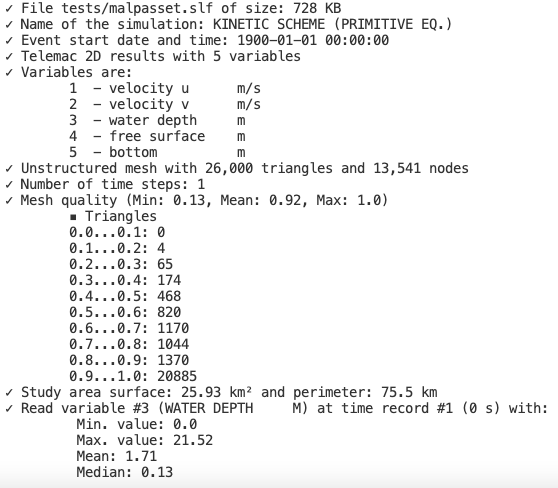 ✓ File tests/malpasset.slf of size: 728 KB
✓ Name of the simulation: KINETIC SCHEME (PRIMITIVE EQ.)
✓ Event start date and time: 1900-01-01 00:00:00
✓ Telemac 2D results with 5 variables
✓ Variables are:
1 – velocity u m/s
2 – velocity v m/s
3 – water depth m
4 – free surface m
5 – bottom m
✓ Unstructured mesh with 26,000 triangles and 13,541 nodes
✓ Number of time steps: 1
✓ Mesh quality (Min: 0.13, Mean: 0.92, Max: 1.0)
▪ Triangles
0.0...0.1: 0
0.1...0.2: 4
0.2...0.3: 65
0.3...0.4: 174
0.4...0.5: 468
0.5...0.6: 820
0.6...0.7: 1170
0.7...0.8: 1044
0.8...0.9: 1370
0.9...1.0: 20885
✓ Study area surface: 25.93 km² and perimeter: 75.5 km
✓ Read variable #3 (WATER DEPTH M) at time record #1 (0 s) with:
Min. value: 0.0
Max. value: 21.52
Mean: 1.71
Median: 0.13